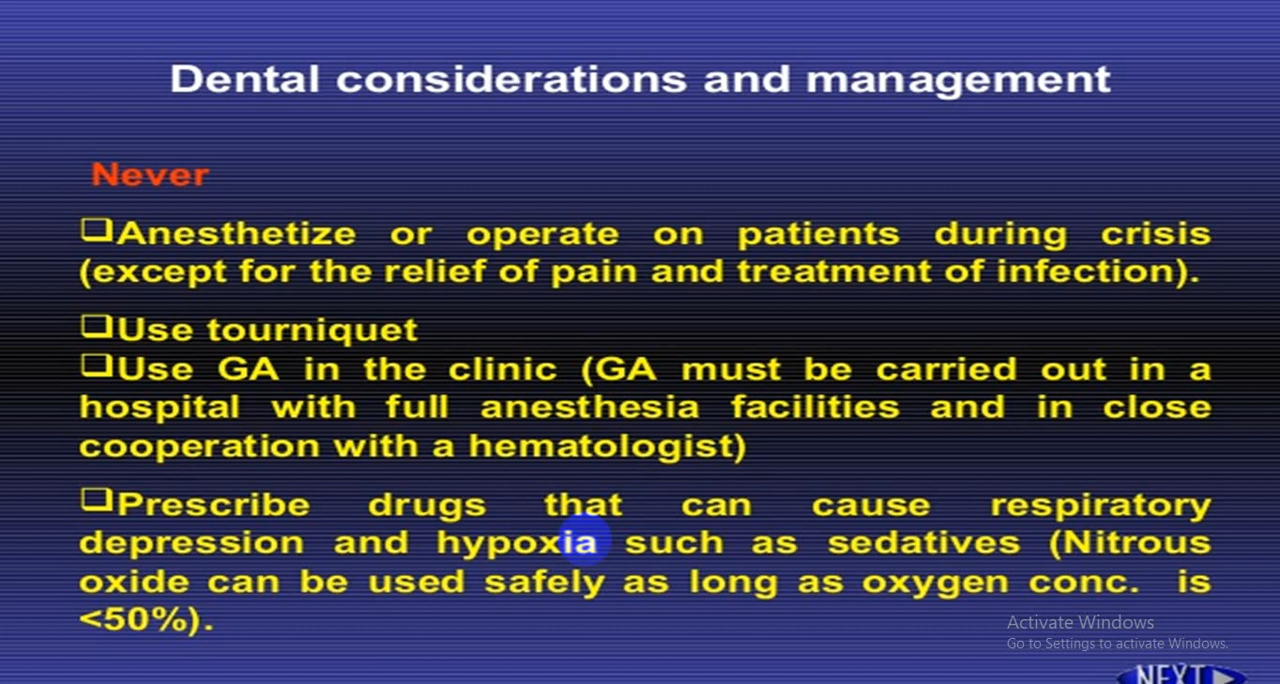 Dental considerations and management
Never
❑Anesthetize or operate on patients during crisis
(except for the relief of pain and treatment of infection).
❑Use tourniquet
❑Use GA in the clinic (GA must be carried out in a
hospital with full anesthesia facilities and in close
cooperation with a hematologist)
❑Prescribe drugs that can cause respiratory
depression and hypoxia such as sedatives (Nitrous
oxide can be used safely as long as oxygen conc. is
<50%).
Activate Windows
Go to Settings to activate Windows.
NEXT